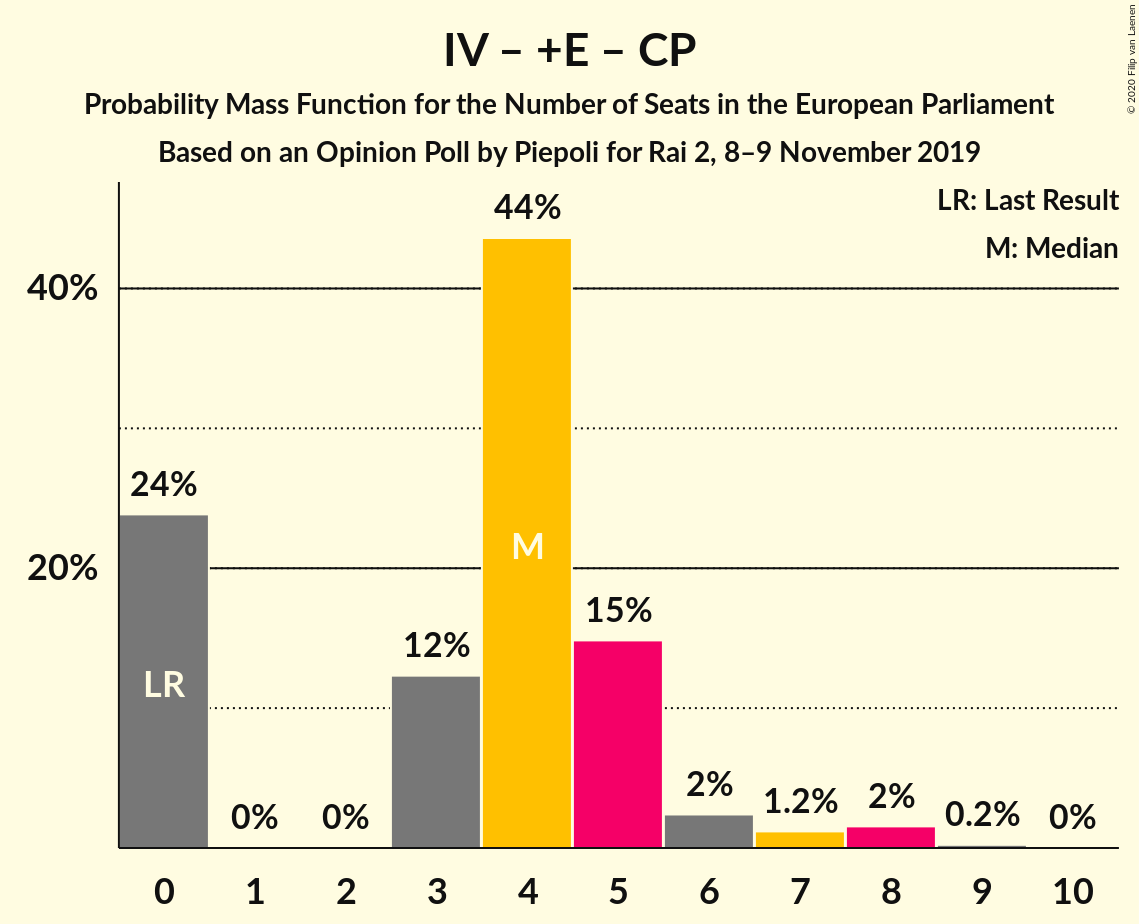 IV – +E – CP
Probability Mass Function for the Number of Seats in the European Parliament
Based on an Opinion Poll by Piepoli for Rai 2, 8–9 November 2019
© 2020 Filip van Laenen
LR: Last Result
M: Median
44%
40%
24%
M
20%
15%
12%
LR
2%
1.2%
2%
0.2%
0%
0%
0%
0 1 2 3 4 5 6 7 8 9 10